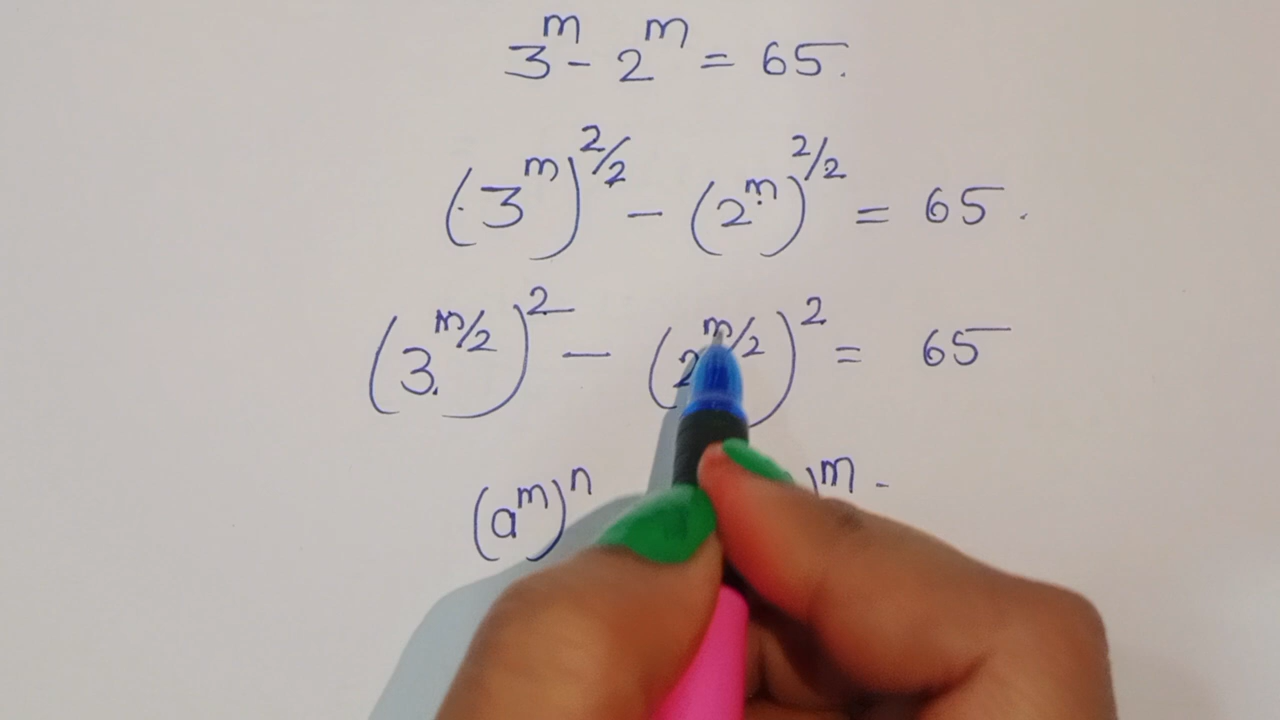 3^m - 2^m = 65.
(3^m)^2/2 - (2^m)^2/2 = 65.
(3^m/2)^2 - (2^m/2)^2 = 65
(a^m)^n )^m.